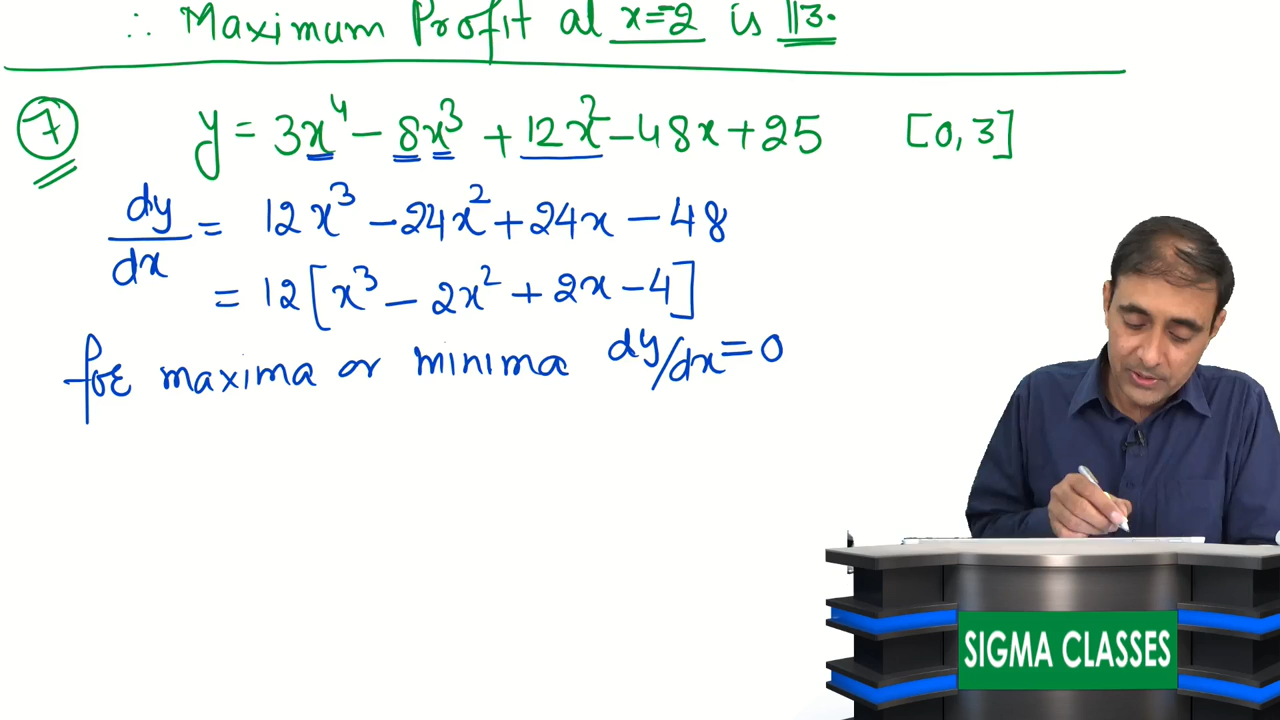 ∴ Maximum Profit at x=-2 is 113.
7 y = 3x⁴ - 8x³ + 12x² - 48x + 25 [0, 3]
dy/dx = 12x³ - 24x² + 24x - 48
= 12[x³ - 2x² + 2x - 4]
for maxima or minima dy/dx = 0
SIGMA CLASSES